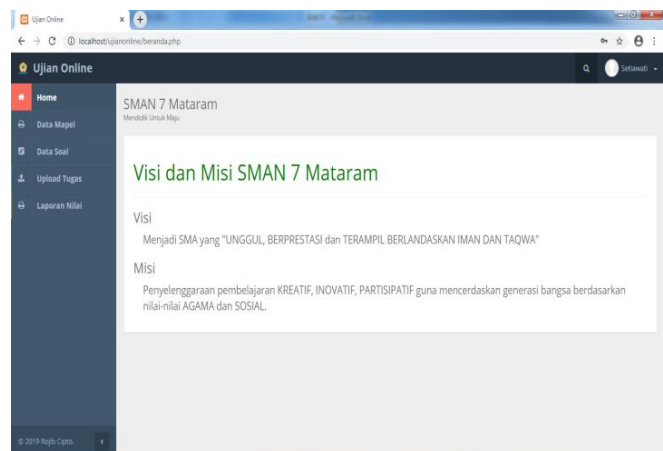 Ujian Online
localhost/ujianonline/beranda.php
Ujian Online
Setiawati
Home
Data Mapel
Data Soal
Upload Tugas
Laporan Nilai
SMAN 7 Mataram
Mendidik Untuk Maju
Visi dan Misi SMAN 7 Mataram
Visi
Menjadi SMA yang "UNGGUL, BERPRESTASI dan TERAMPIL BERLANDASKAN IMAN DAN TAQWA"
Misi
Penyelenggaraan pembelajaran KREATIF, INOVATIF, PARTISIPATIF guna mencerdaskan generasi bangsa berdasarkan
nilai-nilai AGAMA dan SOSIAL.
© 2019 Rojib Cipto.